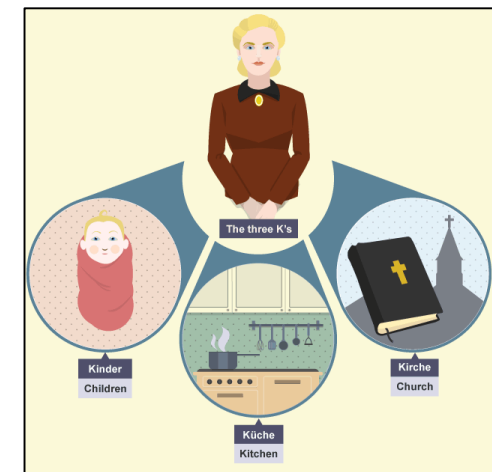 The three K's
Kinder
Children
Küche
Kitchen
Kirche
Church